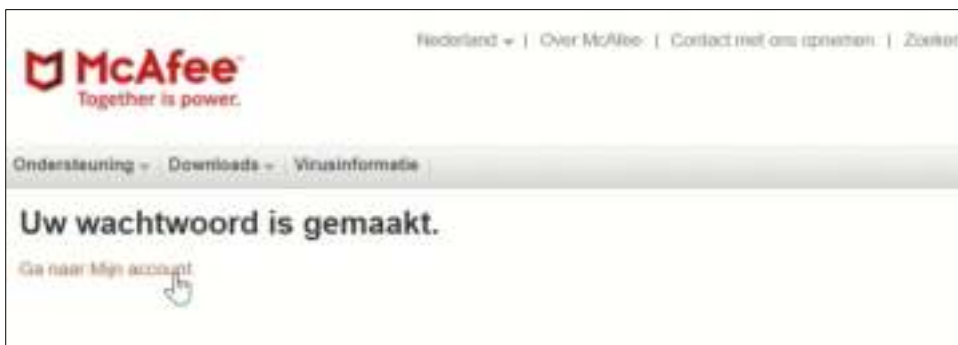 Nederland | Over McAfee | Contact met ons opnemen | Zoeken
McAfee
Together is power.
Ondersteuning Downloads Virusinformatie
Uw wachtwoord is gemaakt.
Ga naar Mijn account